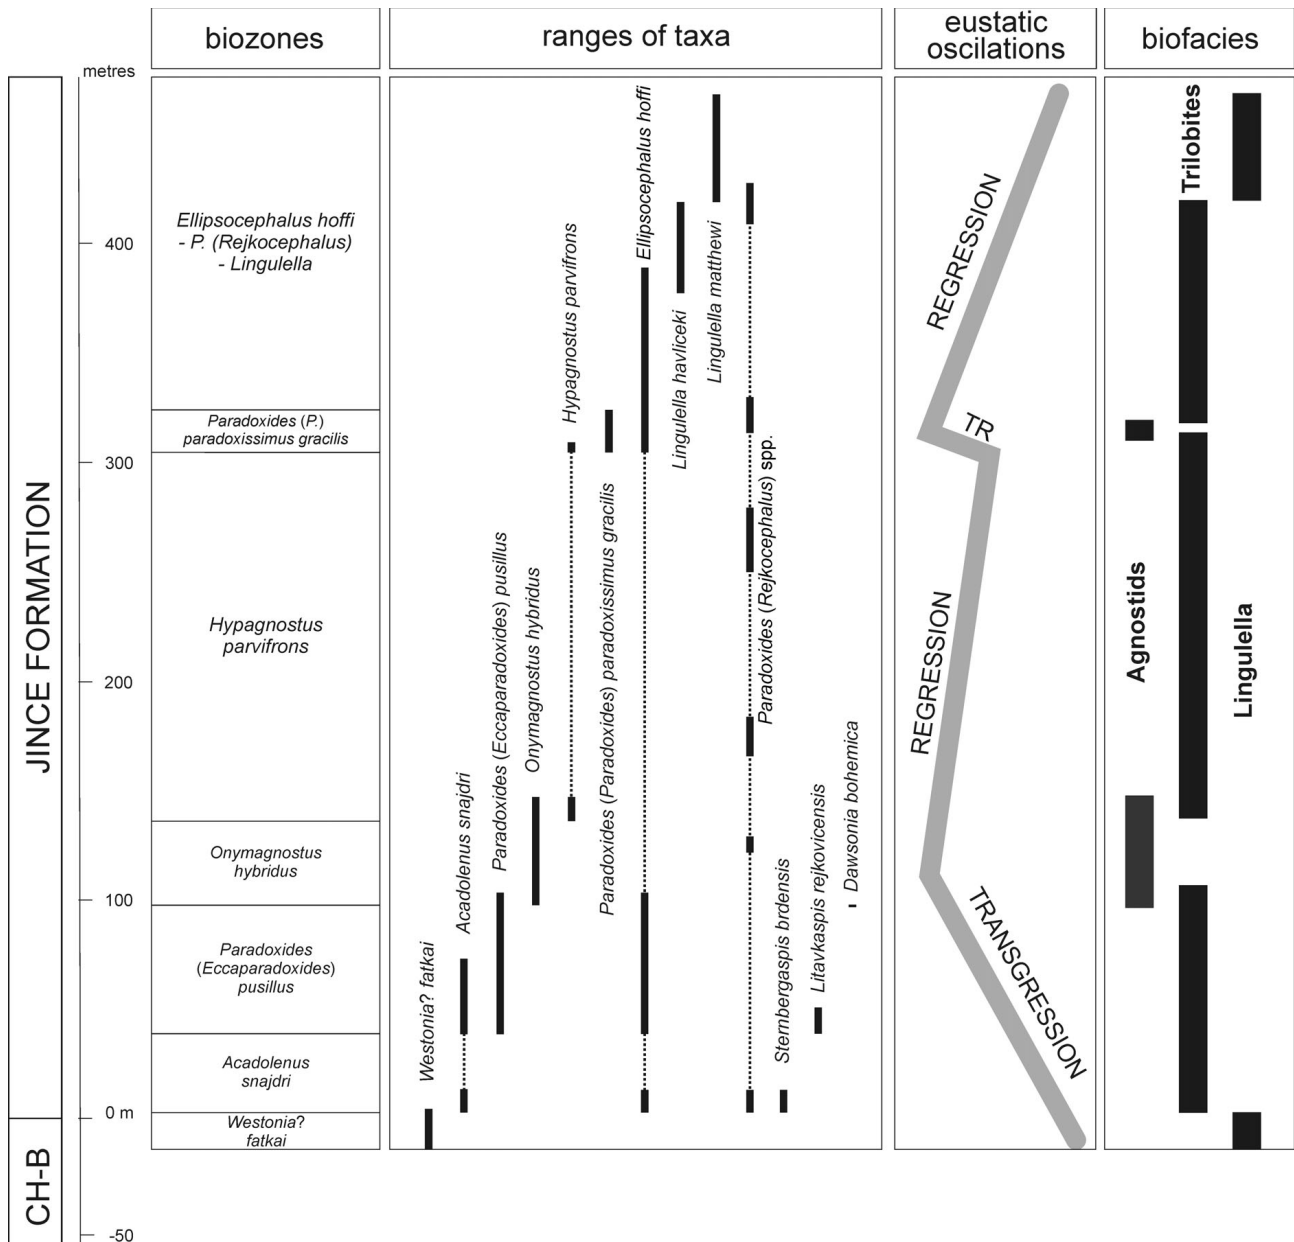 biozones
ranges of taxa
eustatic
oscilations
biofacies
metres
400
300
200
100
0 m
-50
JINCE FORMATION
CH-B
Ellipsocephalus hoffi
- P. (Rejkocephalus)
- Lingulella
Paradoxides (P.)
paradoxissimus gracilis
Hypagnostus
parvifrons
Onymagnostus
hybridus
Paradoxides
(Eccaparadoxides)
pusillus
Acadolenus
snajdri
Westonia?
fatkai
Westonia? fatkai
Acadolenus snajdri
Paradoxides (Eccaparadoxides) pusillus
Onymagnostus hybridus
Hypagnostus parvifrons
Paradoxides (Paradoxides) paradoxissimus gracilis
Ellipsocephalus hoffi
Lingulella havliceki
Lingulella matthewi
Paradoxides (Rejkocephalus) spp.
Sternbergaspis brdensis
Litavkaspis rejkovicensis
Dawsonia bohemica
REGRESSION
TR
REGRESSION
TRANSGRESSION
Agnostids
Trilobites
Lingulella